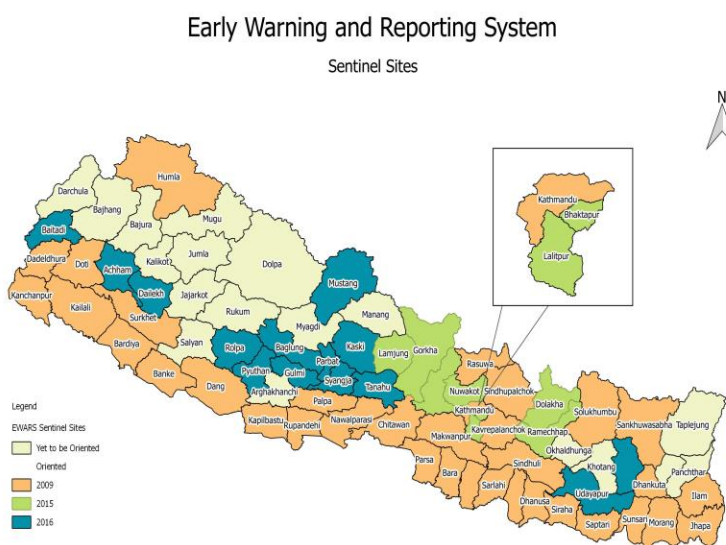 Early Warning and Reporting System
Sentinel Sites
N
Humla
Darchula
Bajhang
Mugu
Bajura
Baitadi
Dadeldhura
Doti
Achham
Kalikot
Jumla
Dolpa
Mustang
Kanchanpur
Kailali
Dailekh
Jajarkot
Surkhet
Rukum
Myagdi
Manang
Bardiya
Salyan
Rolpa
Baglung
Parbat
Kaski
Lamjung
Gorkha
Banke
Dang
Pyuthan
Gulmi
Syangja
Tanahu
Arghakhanchi
Palpa
Kapilbastu
Rupandehi
Nawalparasi
Chitawan
Rasuwa
Nuwakot
Sindhupalchok
Kathmandu
Kavrepalanchok
Dolakha
Ramechhap
Solukhumbu
Sankhuwasabha
Taplejung
Okhaldhunga
Khotang
Panchthar
Makwanpur
Sindhuli
Udayapur
Dhankuta
Ilam
Parsa
Bara
Sarlahi
Dhanusa
Siraha
Saptari
Sunsari
Morang
Jhapa
Kathmandu
Bhaktapur
Lalitpur
Legend
EWARS Sentinel Sites
Yet to be Oriented
Oriented
2009
2015
2016